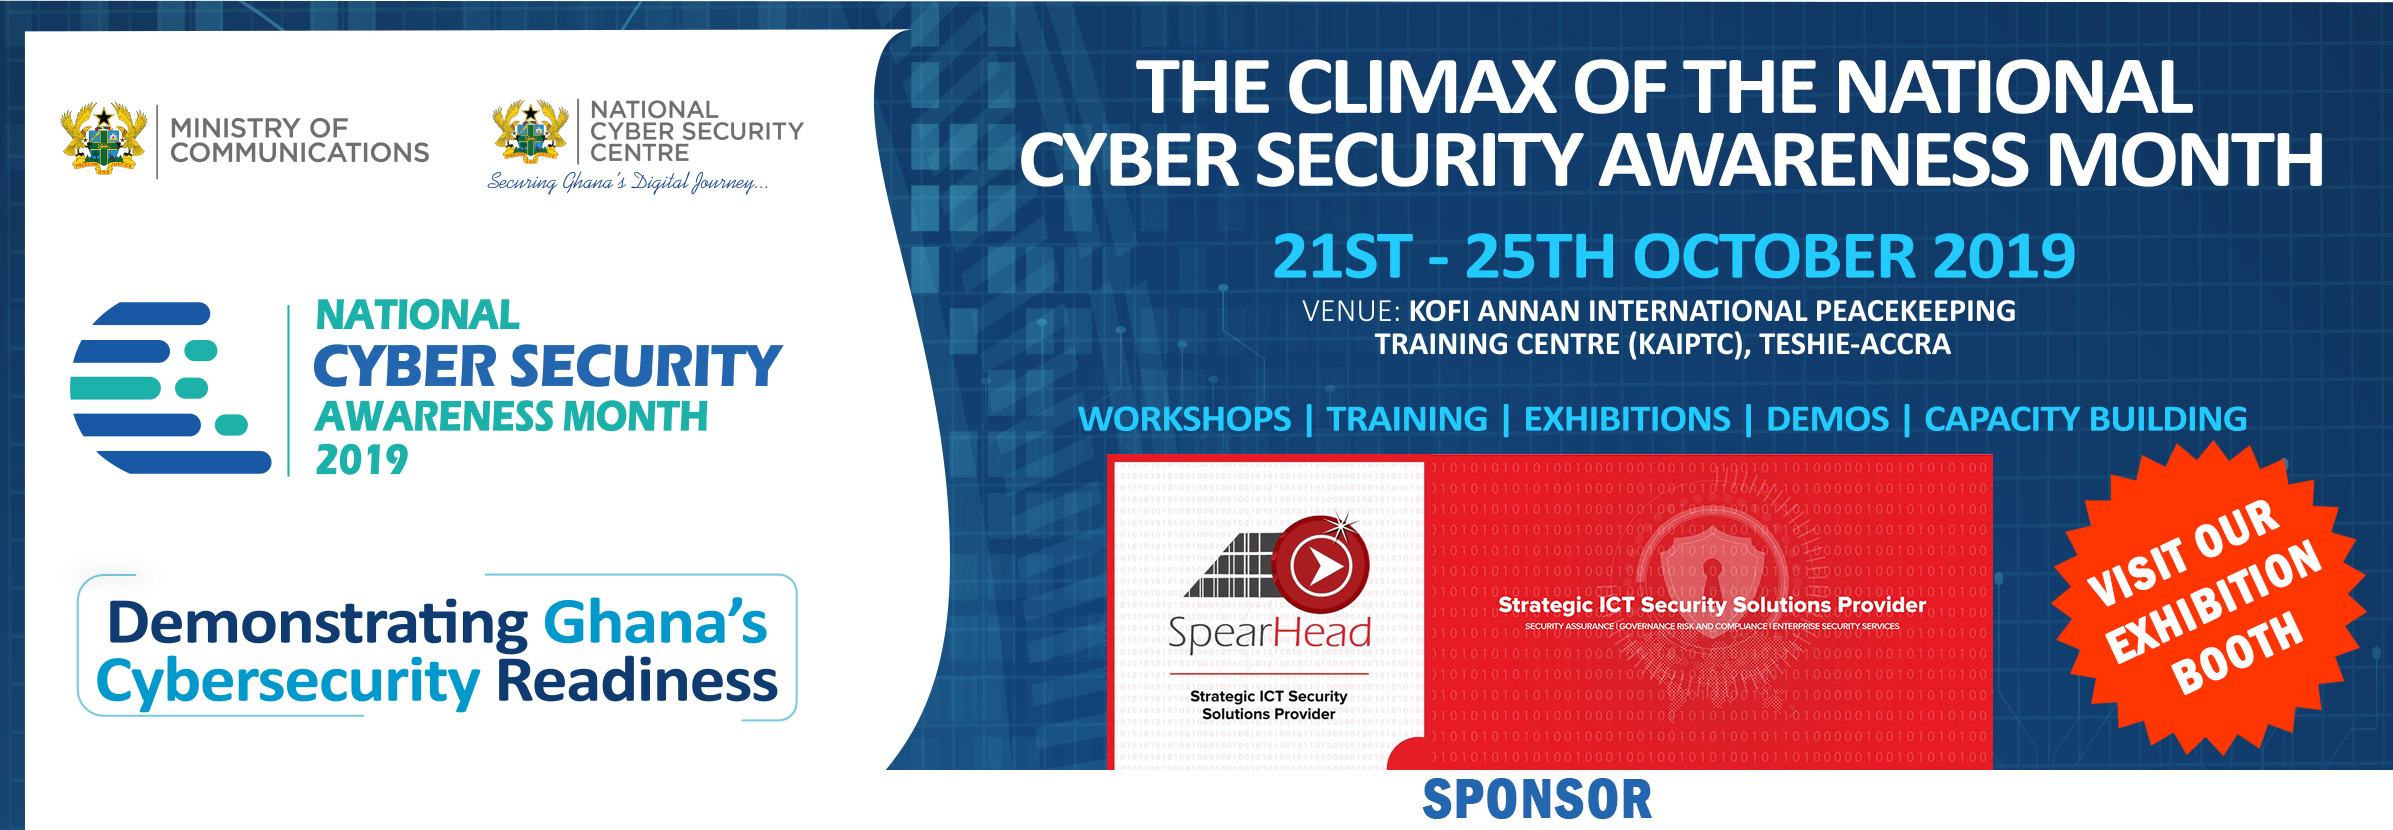 MINISTRY OF
COMMUNICATIONS
NATIONAL
CYBER SECURITY
CENTRE
Securing Ghana's Digital Journey...
NATIONAL
CYBER SECURITY
AWARENESS MONTH
2019
Demonstrating Ghana's
Cybersecurity Readiness
THE CLIMAX OF THE NATIONAL
CYBER SECURITY AWARENESS MONTH
21ST - 25TH OCTOBER 2019
VENUE: KOFI ANNAN INTERNATIONAL PEACEKEEPING
TRAINING CENTRE (KAIPTC), TESHIE-ACCRA
WORKSHOPS | TRAINING | EXHIBITIONS | DEMOS | CAPACITY BUILDING
SpearHead
Strategic ICT Security
Solutions Provider
Strategic ICT Security Solutions Provider
SECURITY ASSURANCE | GOVERNANCE RISK AND COMPLIANCE | ENTERPRISE SECURITY SERVICES
VISIT OUR
EXHIBITION
BOOTH
SPONSOR